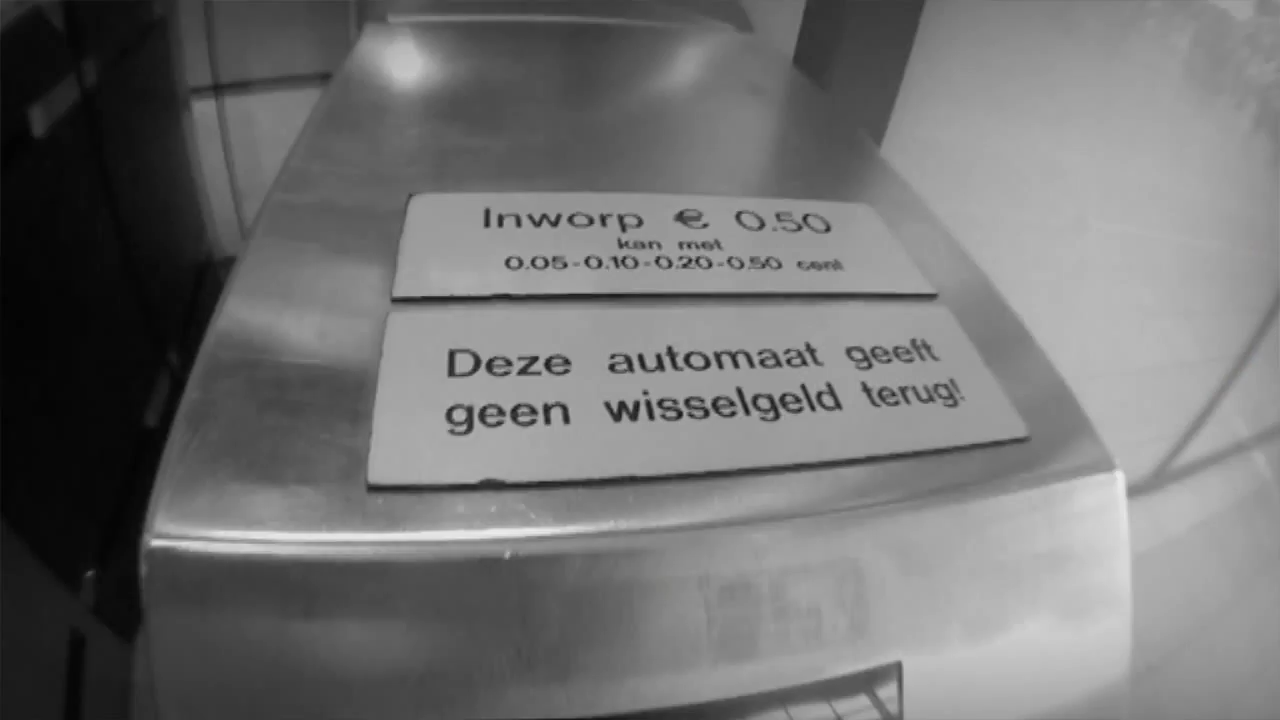 Inworp € 0.50
kan met
0.05-0.10-0.20-0.50 cent
Deze automaat geeft
geen wisselgeld terug!